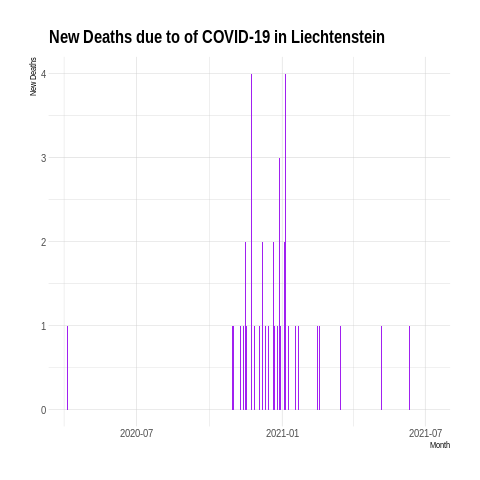 New Deaths due to of COVID-19 in Liechtenstein
New Deaths
4
3
2
1
0
2020-07
2021-01
2021-07
Month